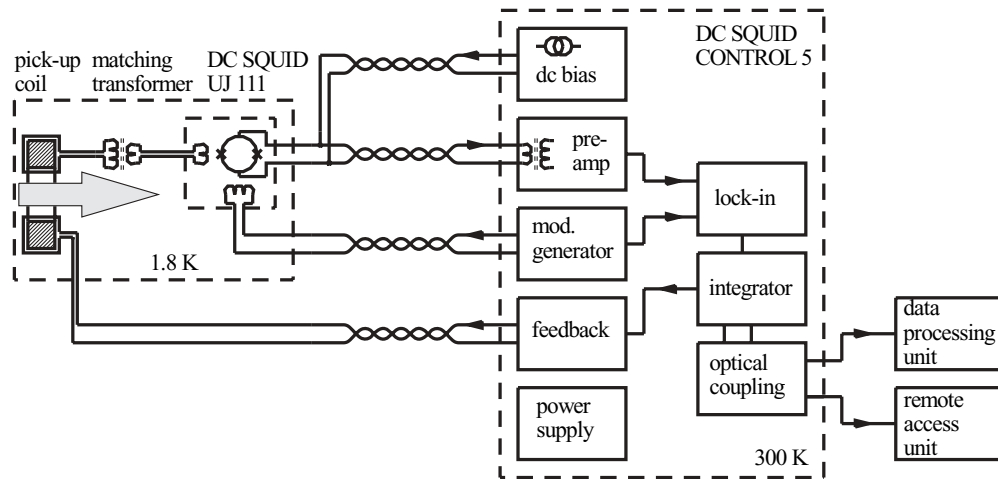 pick-up
coil
matching
transformer
DC SQUID
UJ 111
1.8 K
DC SQUID
CONTROL 5
dc bias
pre-
amp
lock-in
mod.
generator
integrator
feedback
optical
coupling
data
processing
unit
power
supply
remote
access
unit
300 K